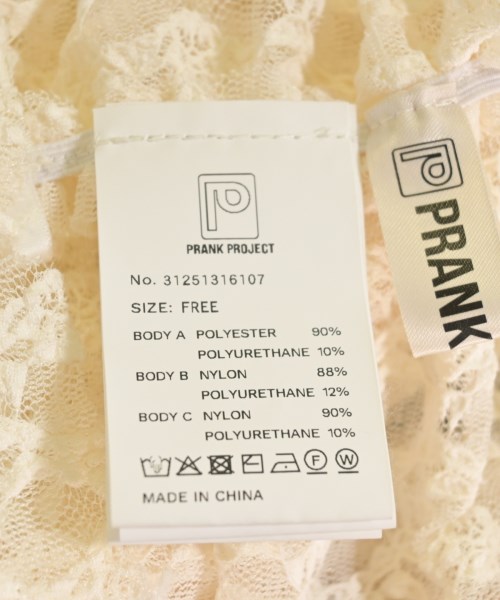 P
PRANK PROJECT
No. 31251316107
SIZE: FREE
BODY A POLYESTER 90%
POLYURETHANE 10%
BODY B NYLON 88%
POLYURETHANE 12%
BODY C NYLON 90%
POLYURETHANE 10%
F W
MADE IN CHINA
P PRANK